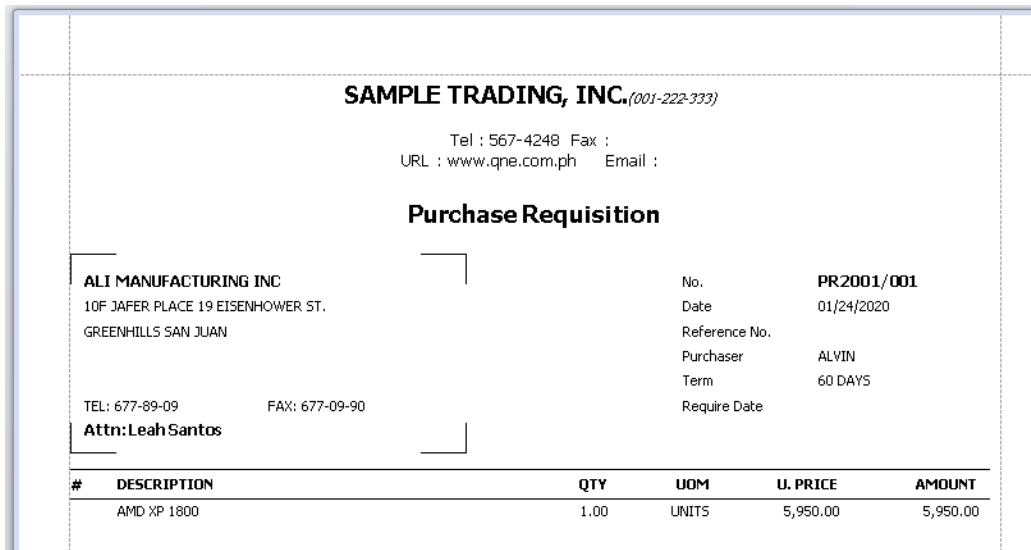 SAMPLE TRADING, INC.(001-222-333)
Tel : 567-4248 Fax :
URL : www.qne.com.ph Email :
Purchase Requisition
ALI MANUFACTURING INC
10F JAFER PLACE 19 EISENHOWER ST.
GREENHILLS SAN JUAN
TEL: 677-89-09 FAX: 677-09-90
Attn: Leah Santos
No. PR2001/001
Date 01/24/2020
Reference No.
Purchaser ALVIN
Term 60 DAYS
Require Date
# DESCRIPTION QTY UOM U. PRICE AMOUNT
AMD XP 1800 1.00 UNITS 5,950.00 5,950.00